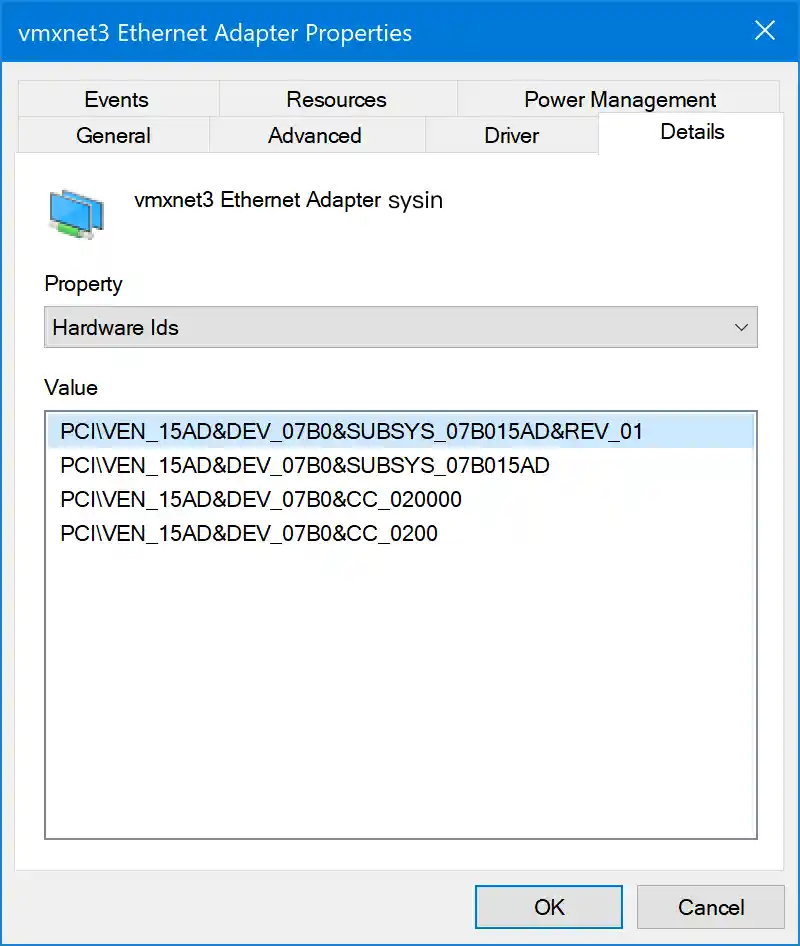 vmxnet3 Ethernet Adapter Properties
Events Resources Power Management
General Advanced Driver Details
vmxnet3 Ethernet Adapter sysin
Property
Hardware Ids
Value
PCI\VEN_15AD&DEV_07B0&SUBSYS_07B015AD&REV_01
PCI\VEN_15AD&DEV_07B0&SUBSYS_07B015AD
PCI\VEN_15AD&DEV_07B0&CC_020000
PCI\VEN_15AD&DEV_07B0&CC_0200
OK Cancel